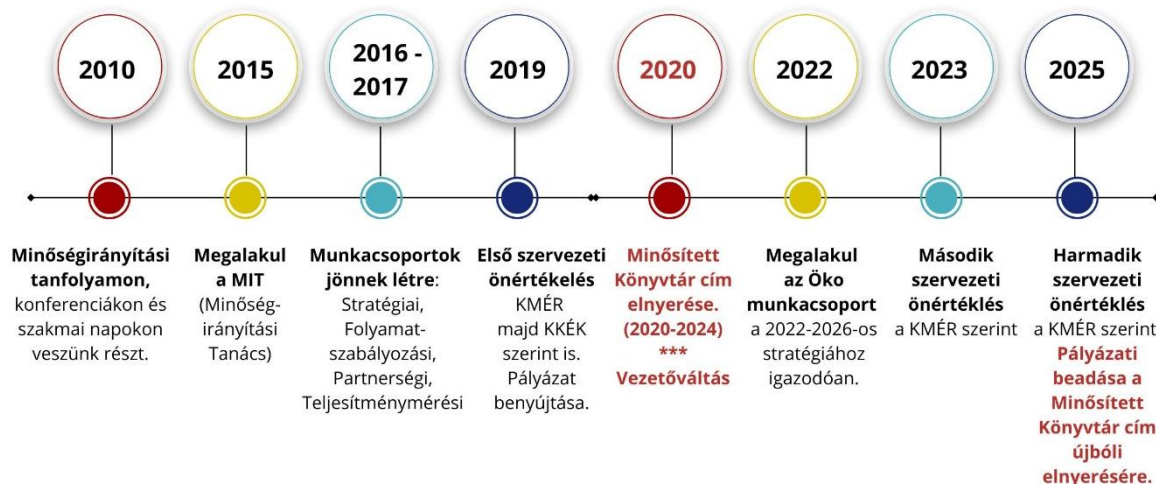 2010
2015
2016 -
2017
2019
2020
2022
2023
2025
Minőségirányítási
tanfolyamon,
konferenciákon és
szakmai napokon
veszünk részt.
Megalakul
a MIT
(Minőség-
irányítási
Tanács)
Munkacsoportok
jönnek létre:
Stratégiai,
Folyamat-
szabályozási,
Partnerségi,
Teljesítménymérési
Első szervezeti
önértékelés
KMÉR
majd KKÉK
szerint is.
Pályázat
benyújtása.
Minősített
Könyvtár cím
elnyerése.
(2020-2024)
***
Vezetőváltás
Megalakul
az Öko
munkacsoport
a 2022-2026-os
stratégiához
igazodóan.
Második
szervezeti
önértéklés
a KMÉR szerint
Harmadik
szervezeti
önértéklés
a KMÉR szerint
Pályázati
beadása a
Minősített
Könyvtár cím
újbóli
elnyerésére.